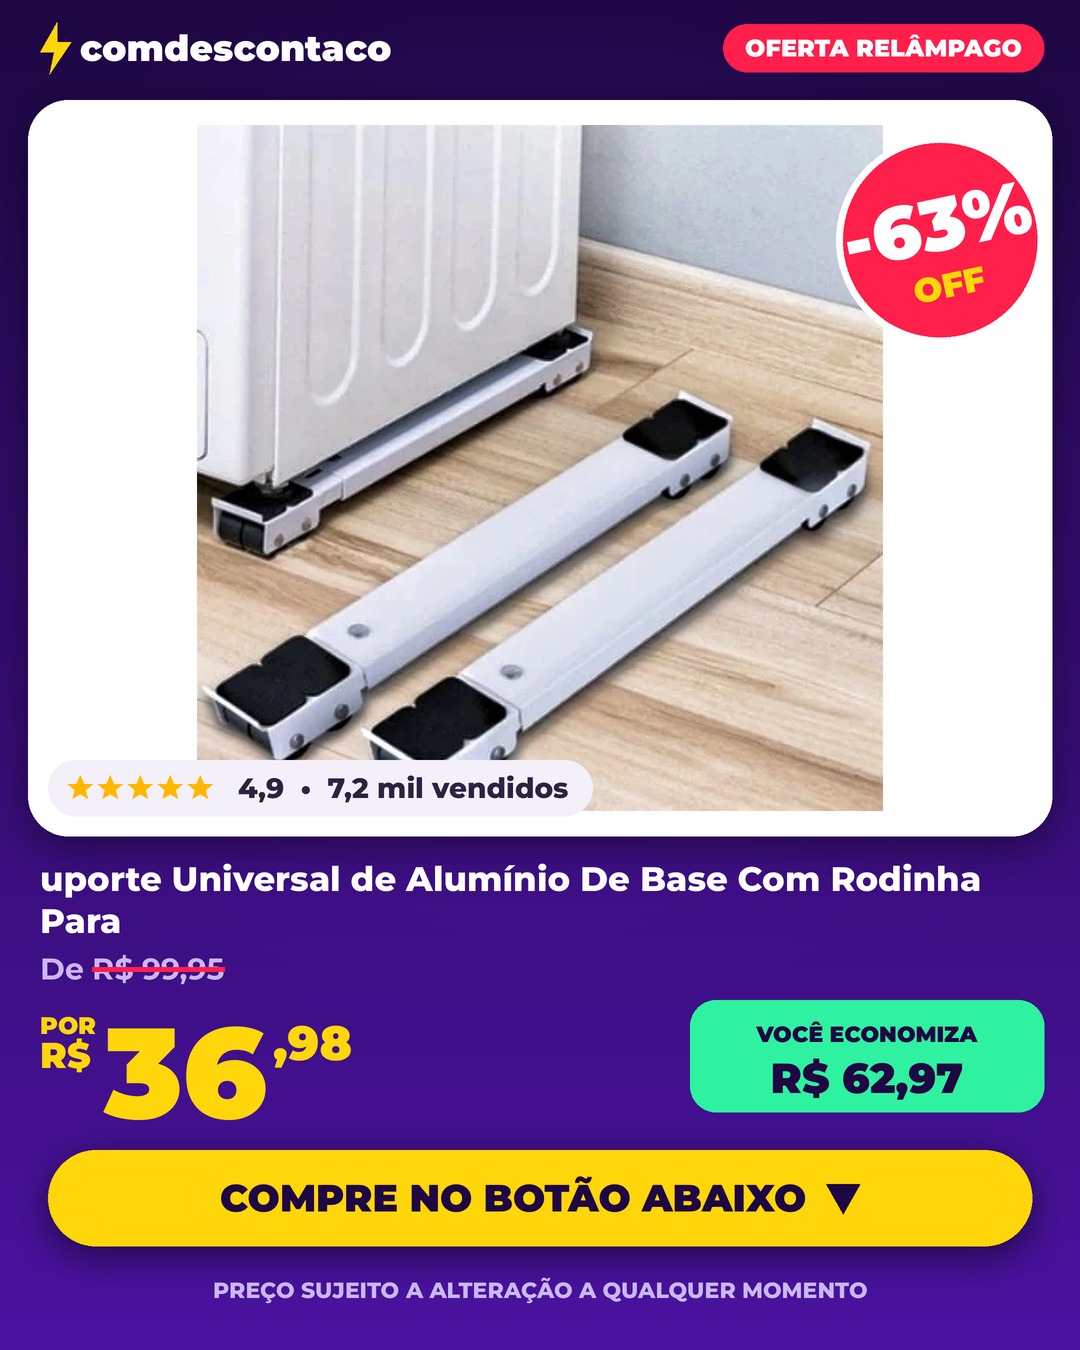 comdescontaco
OFERTA RELÂMPAGO
-63%
OFF
4,9 • 7,2 mil vendidos
uporte Universal de Alumínio De Base Com Rodinha
Para
De R$ 99,95
POR
R$ 36,98
VOCÊ ECONOMIZA
R$ 62,97
COMPRE NO BOTÃO ABAIXO ▼
PREÇO SUJEITO A ALTERAÇÃO A QUALQUER MOMENTO